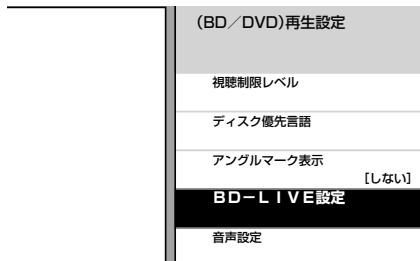 (BD／DVD)再生設定
視聴制限レベル
ディスク優先言語
アングルマーク表示
[しない]
BD－LIVE設定
音声設定